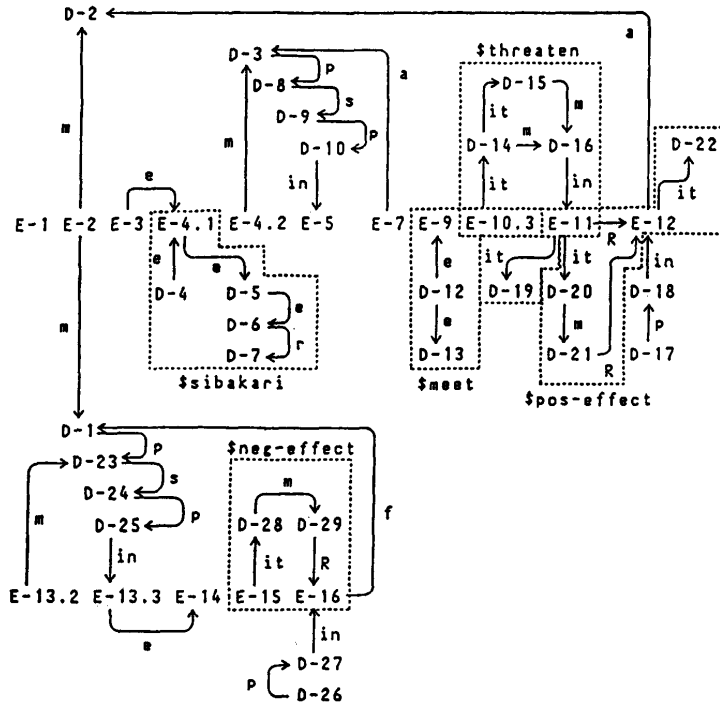 D-2
a
$threaten
D-3
p
D-8
a
D-15
s
it
m
D-9
m
p
m
D-14
m
D-16
D-22
D-10
e
in
it
in
it
E-1 E-2 E-3 E-4.1 E-4.2 E-5 E-7 E-9 E-10.3 E-11 R E-12
e
e
it
it
in
e
D-4
D-5
e
D-12
D-19
D-20
D-18
D-6
m
e
m
r
p
D-7
D-13
D-21
D-17
R
$sibakari
$meet
$pos-effect
D-1
p
$neg-effect
D-23
s
m
D-24
p
f
m
D-25
D-28
D-29
in
it
R
E-13.2 E-13.3 E-14 E-15 E-16
e
in
D-27
p
D-26